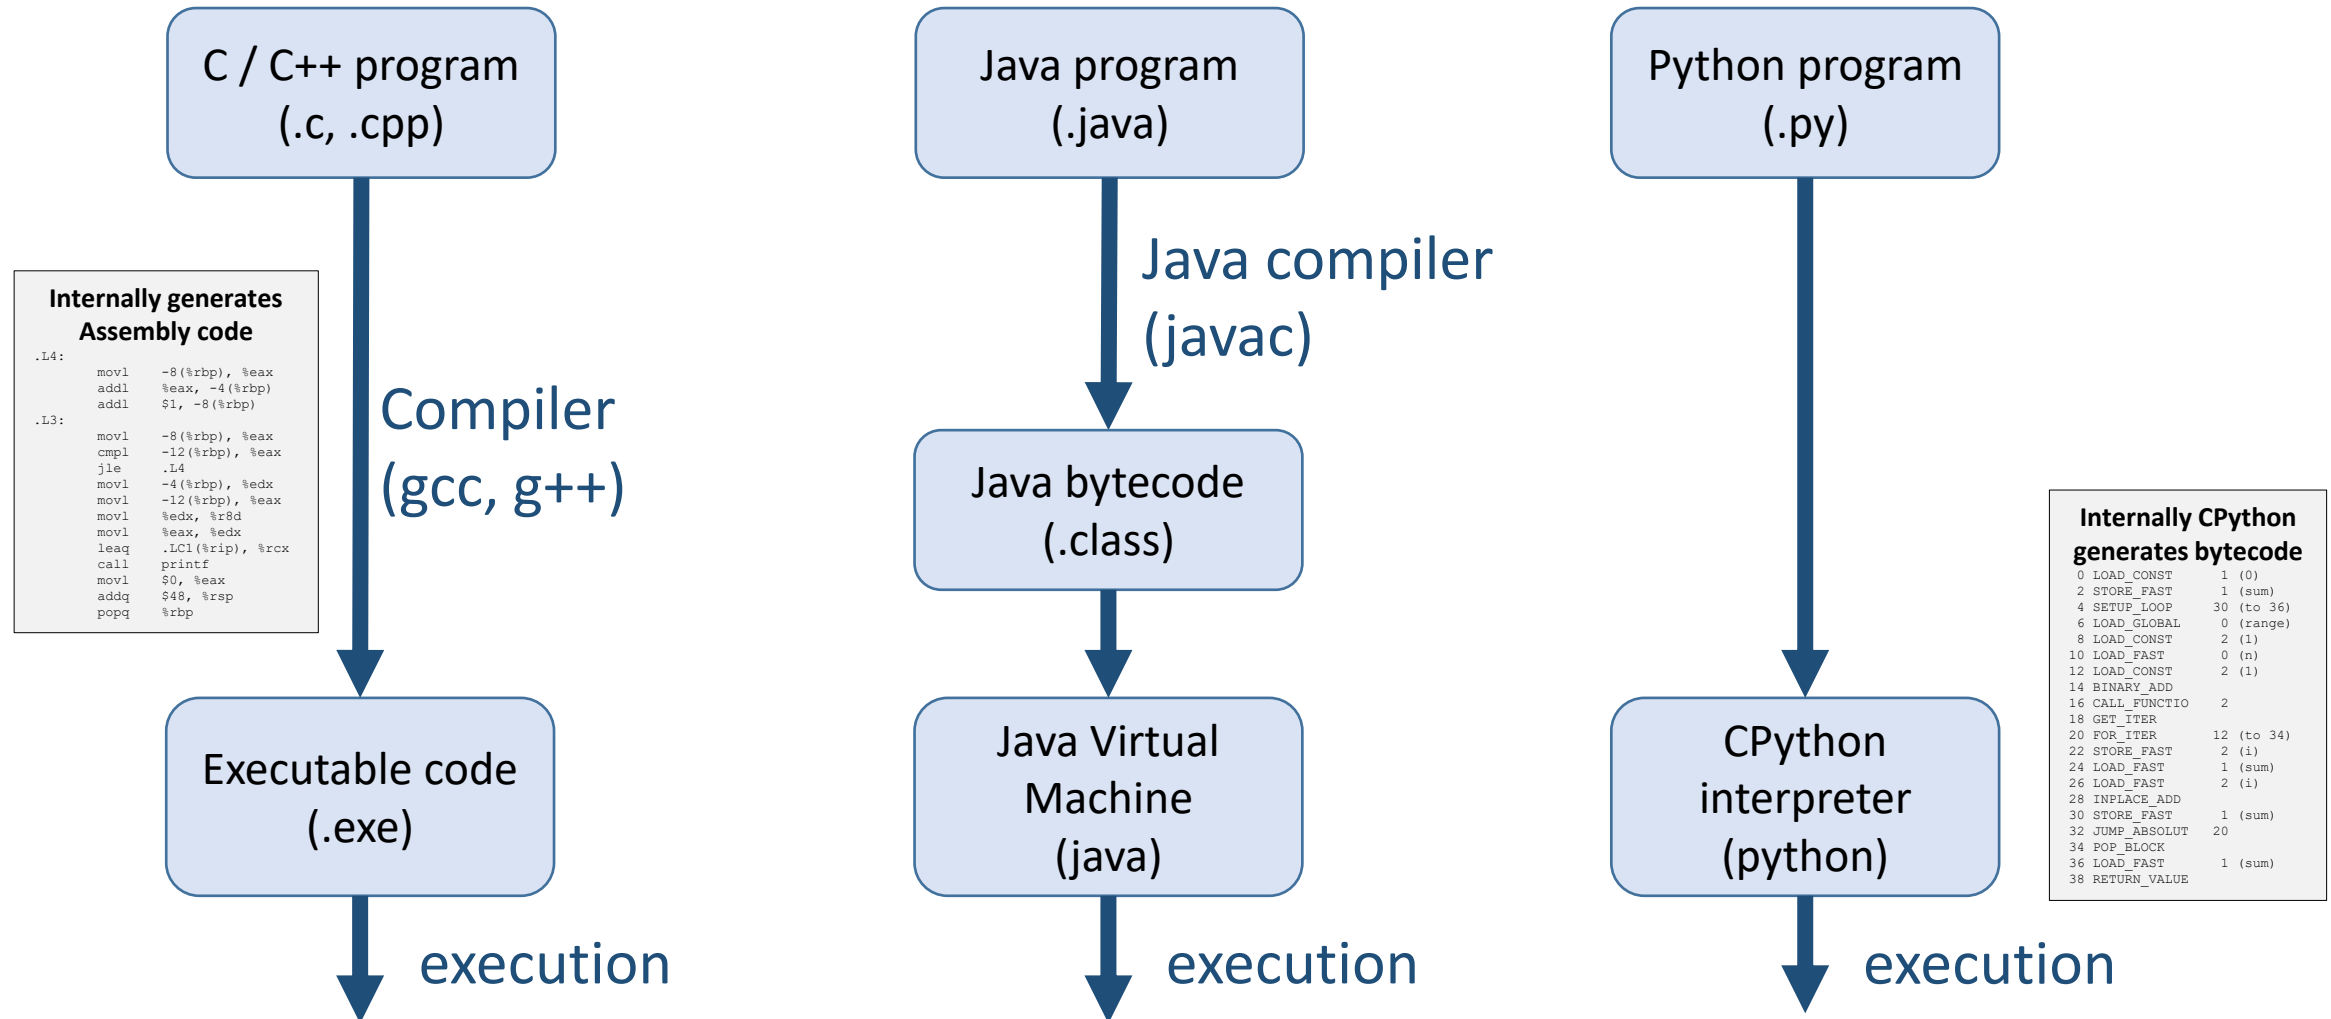 C / C++ program
(.c, .cpp)
Internally generates
Assembly code
.L4:
movl -8(%rbp), %eax
addl %eax, -4(%rbp)
addl $1, -8(%rbp)
.L3:
movl -8(%rbp), %eax
cmpl -12(%rbp), %eax
jle .L4
movl -4(%rbp), %edx
movl -12(%rbp), %eax
movl %edx, %r8d
movl %eax, %edx
leaq .LC1(%rip), %rcx
call printf
movl $0, %eax
addq $48, %rsp
popq %rbp
Compiler
(gcc, g++)
Executable code
(.exe)
execution
Java program
(.java)
Java compiler
(javac)
Java bytecode
(.class)
Java Virtual
Machine
(java)
execution
Python program
(.py)
CPython
interpreter
(python)
execution
Internally CPython
generates bytecode
0 LOAD_CONST 1 (0)
2 STORE_FAST 1 (sum)
4 SETUP_LOOP 30 (to 36)
6 LOAD_GLOBAL 0 (range)
8 LOAD_CONST 2 (1)
10 LOAD_FAST 0 (n)
12 LOAD_CONST 2 (1)
14 BINARY_ADD
16 CALL_FUNCTIO 2
18 GET_ITER
20 FOR_ITER 12 (to 34)
22 STORE_FAST 2 (i)
24 LOAD_FAST 1 (sum)
26 LOAD_FAST 2 (i)
28 INPLACE_ADD
30 STORE_FAST 1 (sum)
32 JUMP_ABSOLUT 20
34 POP_BLOCK
36 LOAD_FAST 1 (sum)
38 RETURN_VALUE